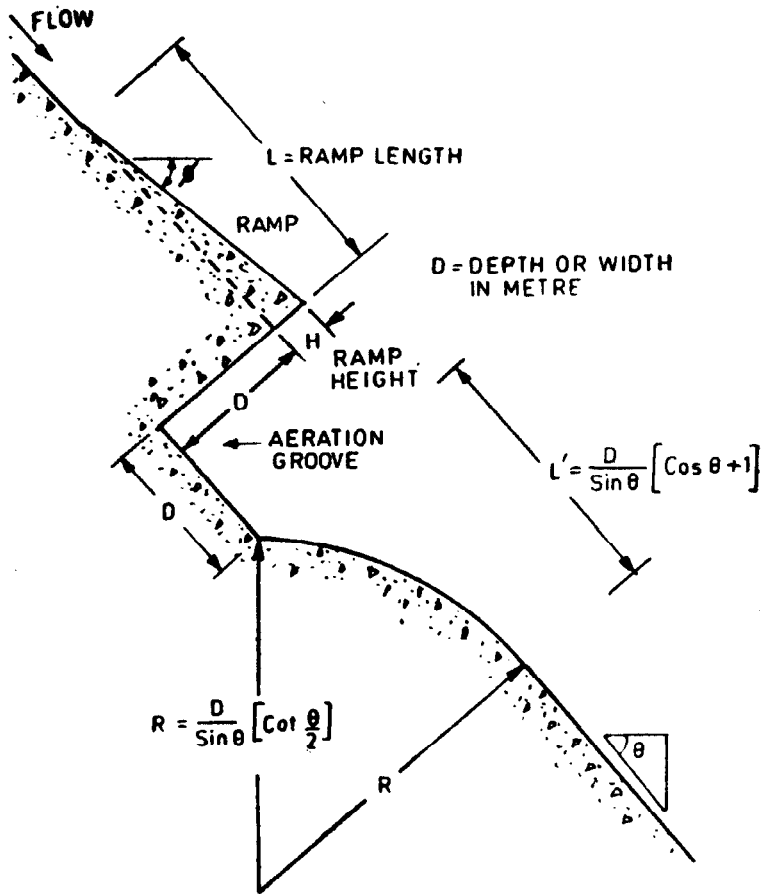 FLOW
L = RAMP LENGTH
ϕ
RAMP
D = DEPTH OR WIDTH
IN METRE
H
RAMP
HEIGHT
D
AERATION
GROOVE
L' = D/Sin θ [Cos θ + 1]
D
R = D/Sin θ [Cot θ/2]
R
θ